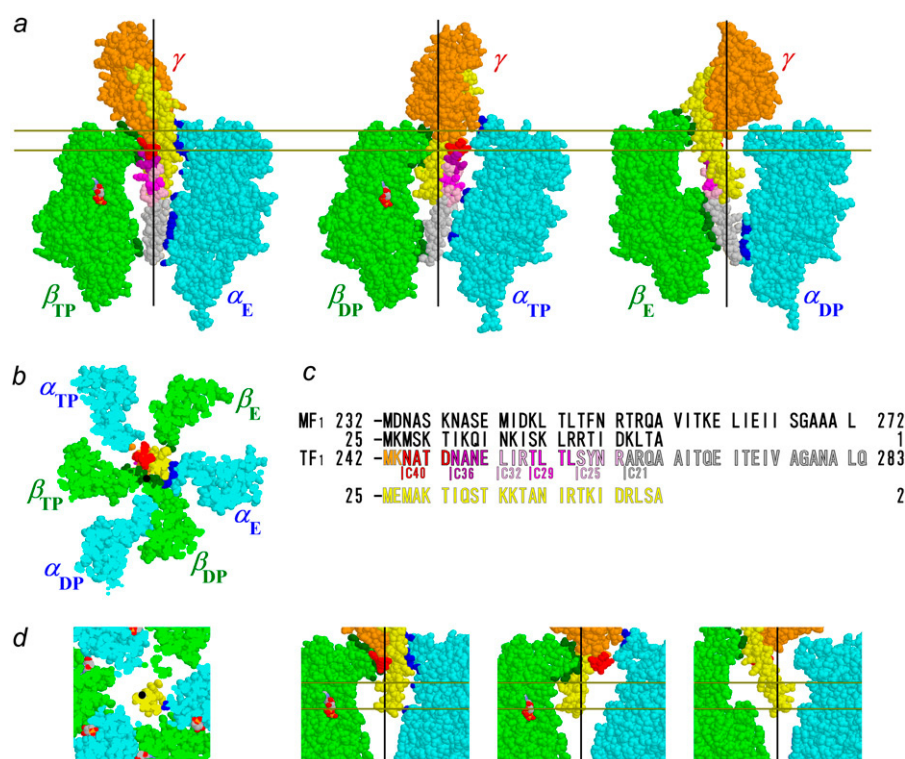 a
γ γ γ
βTP αE βDP αTP βE αDP
b
αTP βE
βTP αE
αDP βDP
c
MF1 232 -MDNAS KNASE MIDKL TLTFN RTRQA VITKE LIEII SGAAA L 272
25 -MKMSK TIKQI NKISK LRRTI DKLTA 1
TF1 242 -MKNAT DNANE LIRTL TLSYN RARQA AITQE ITEIV AGANA LQ 283
|C40 |C36 |C32 |C29 |C25 |C21
25 -MEMAK TIQST KKTAN IRTKI DRLSA 2
d